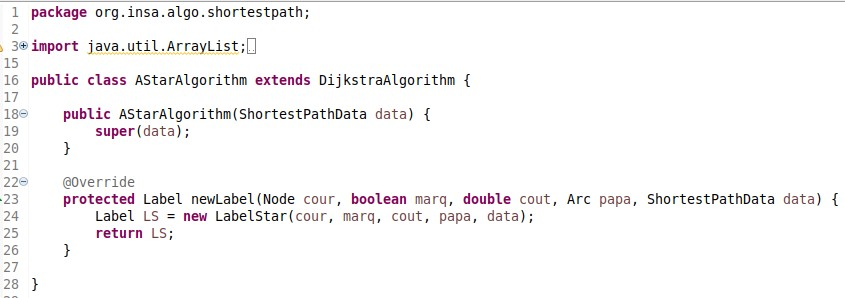 1 package org.insa.algo.shortestpath;
2
3 import java.util.ArrayList;
15
16 public class AStarAlgorithm extends DijkstraAlgorithm {
17
18 public AStarAlgorithm(ShortestPathData data) {
19 super(data);
20 }
21
22 @Override
23 protected Label newLabel(Node cour, boolean marq, double cout, Arc papa, ShortestPathData data) {
24 Label LS = new LabelStar(cour, marq, cout, papa, data);
25 return LS;
26 }
27
28 }